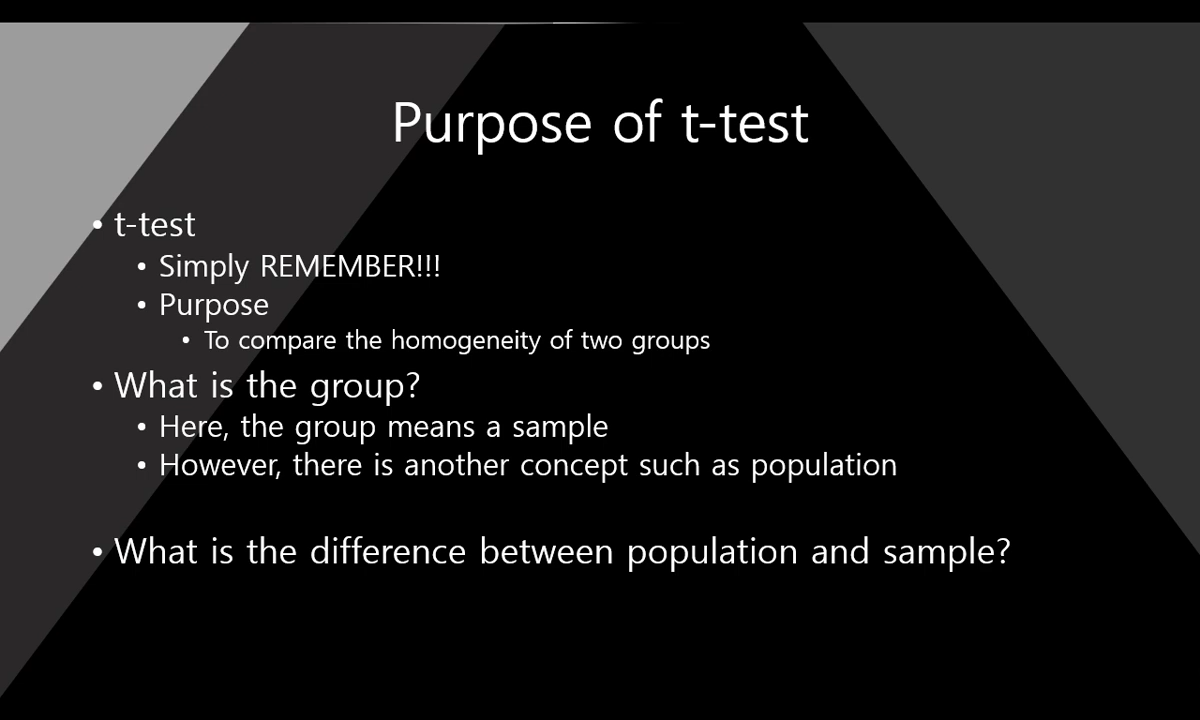 Purpose of t-test
• t-test
• Simply REMEMBER!!!
• Purpose
• To compare the homogeneity of two groups
• What is the group?
• Here, the group means a sample
• However, there is another concept such as population
• What is the difference between population and sample?